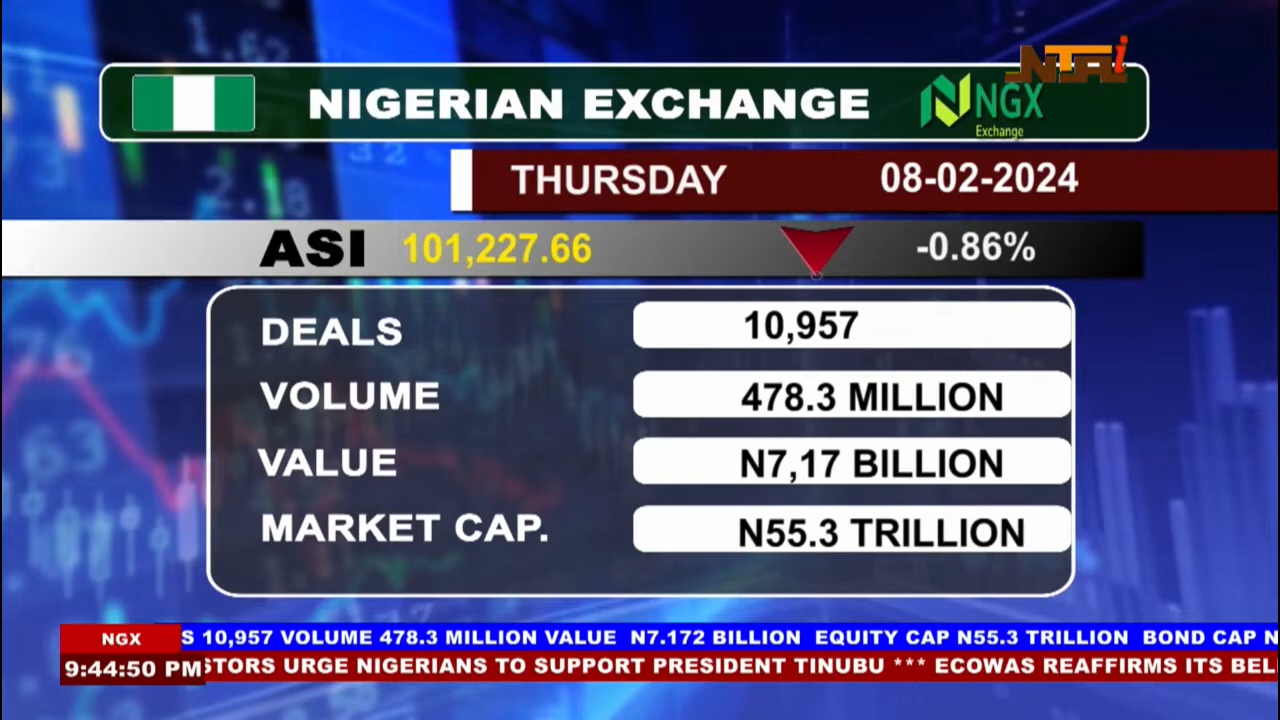 NTAi
NIGERIAN EXCHANGE
NGX
Exchange
THURSDAY 08-02-2024
ASI 101,227.66 -0.86%
DEALS 10,957
VOLUME 478.3 MILLION
VALUE N7,17 BILLION
MARKET CAP. N55.3 TRILLION
NGX S 10,957 VOLUME 478.3 MILLION VALUE N7.172 BILLION EQUITY CAP N55.3 TRILLION BOND CAP N
9:44:50 PM STORS URGE NIGERIANS TO SUPPORT PRESIDENT TINUBU *** ECOWAS REAFFIRMS ITS BEL